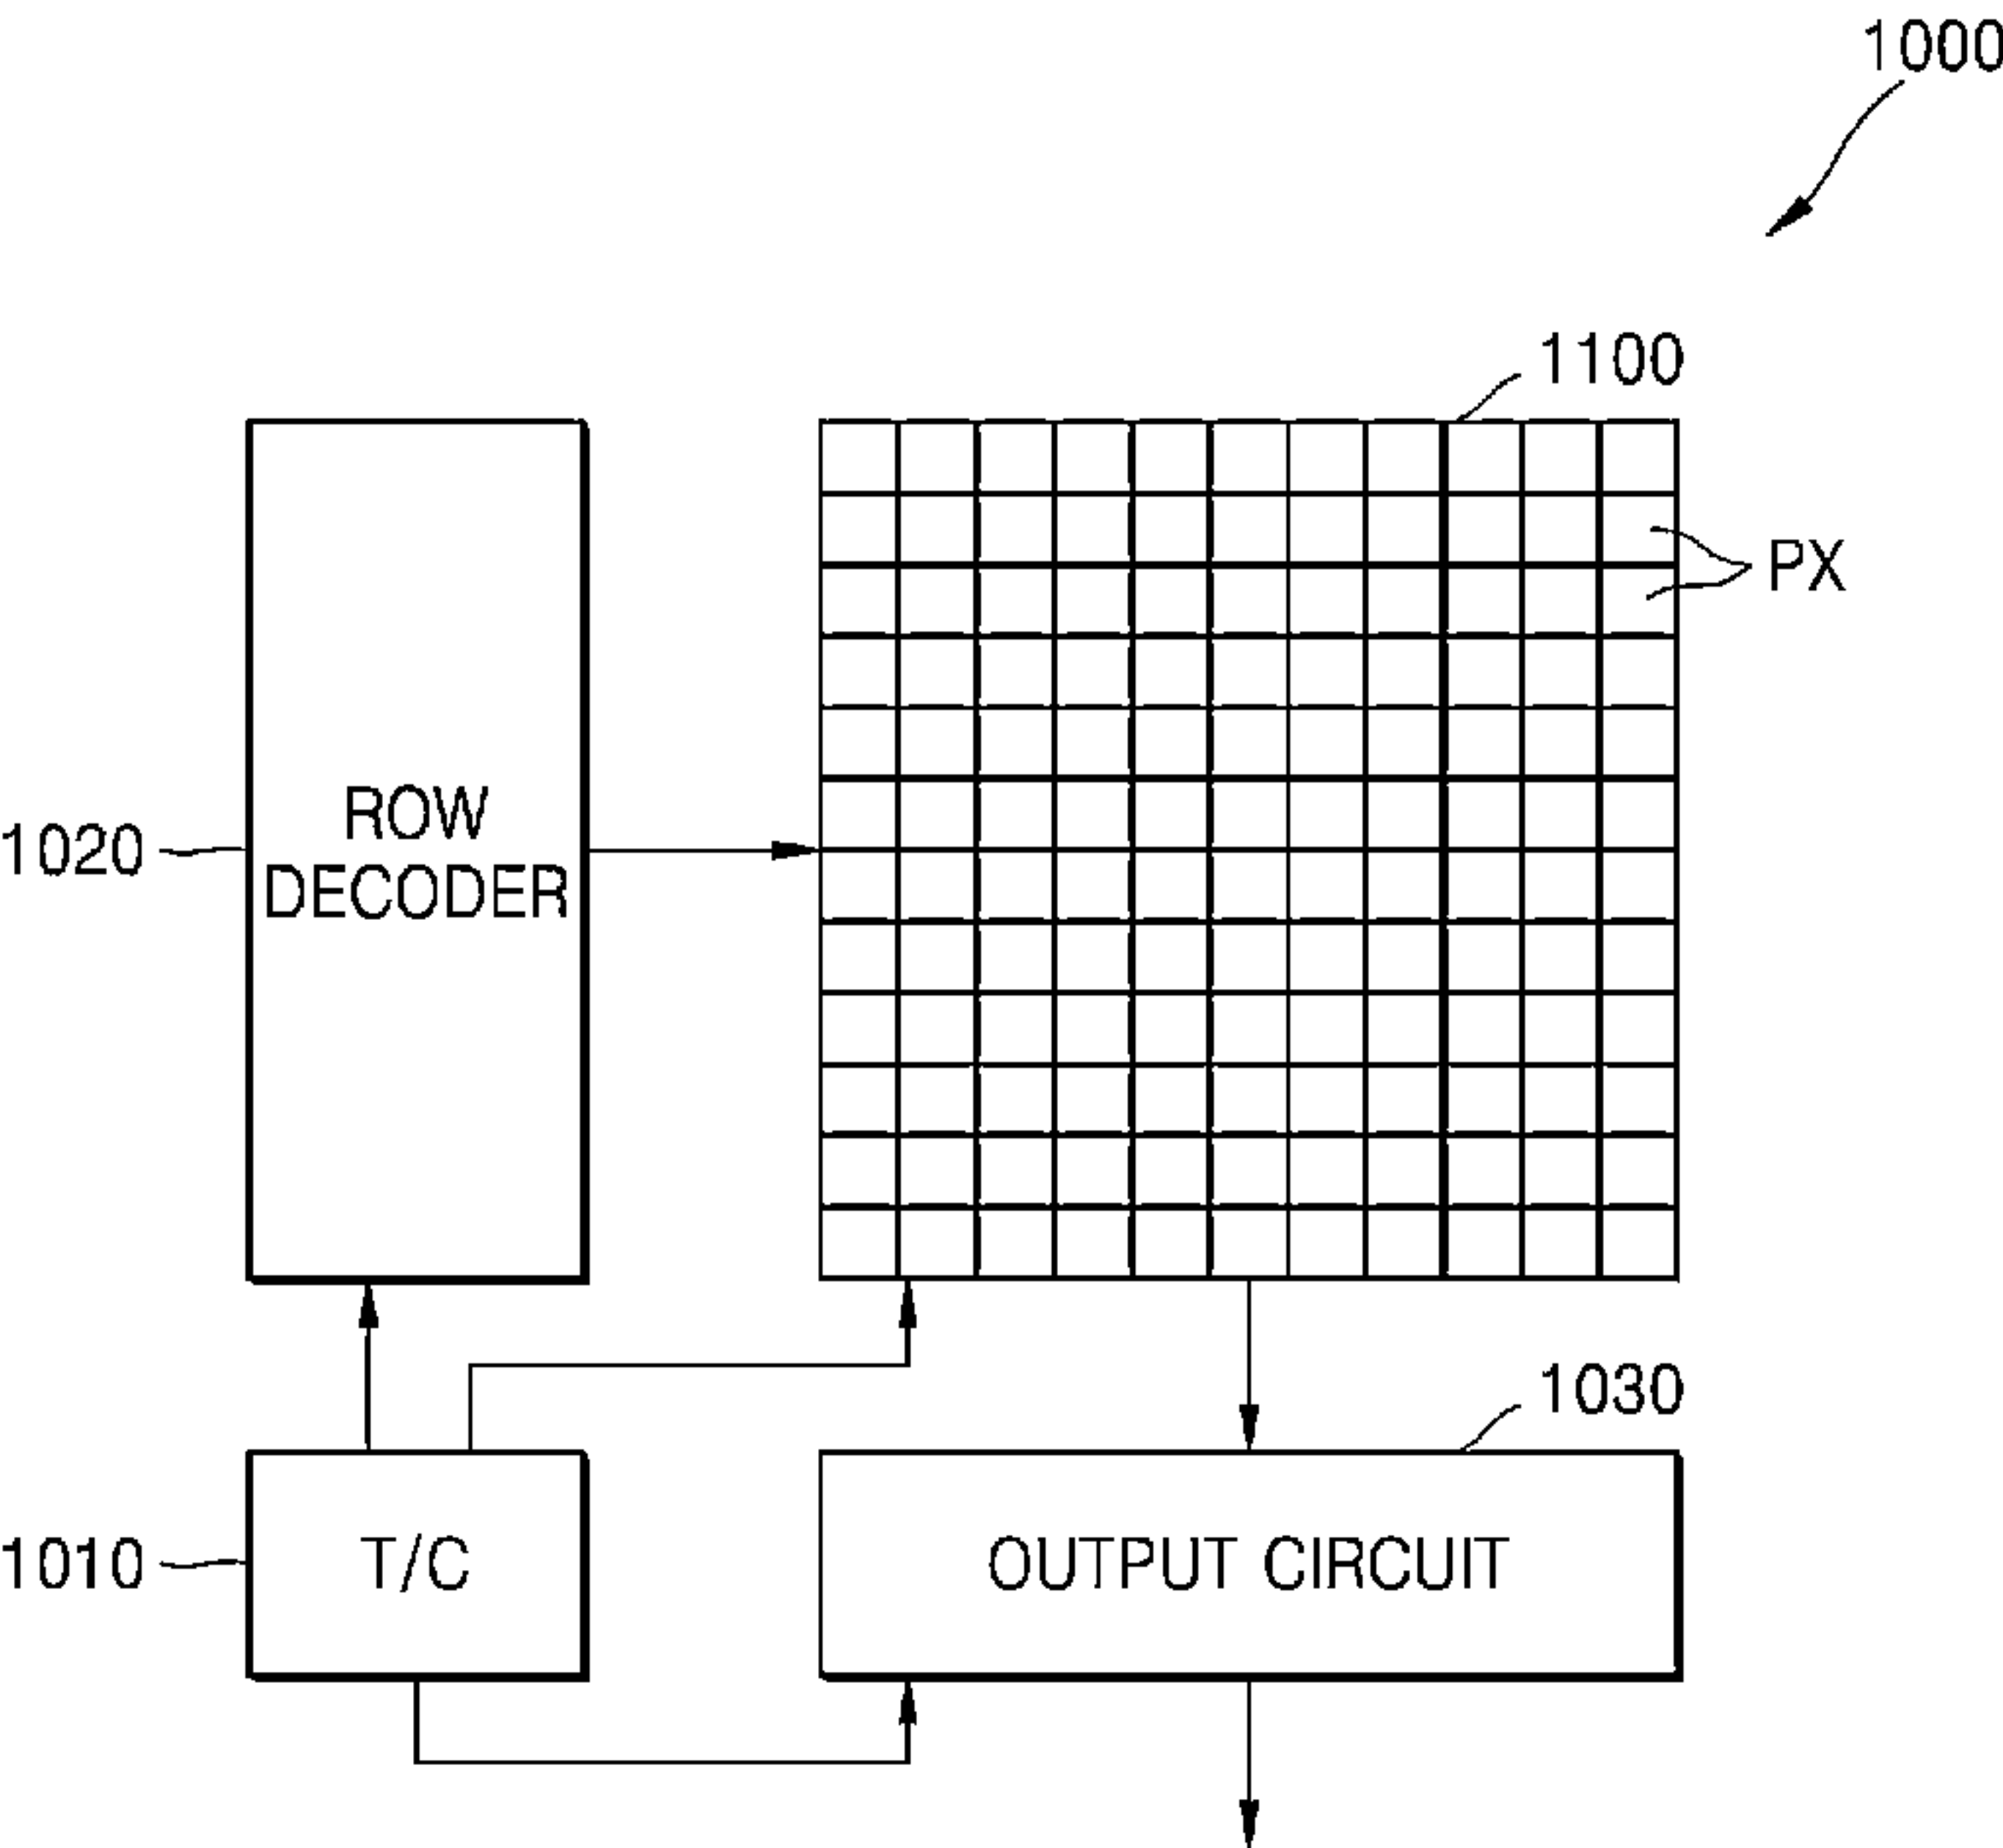 1000
1100
PX
1020
ROW
DECODER
1030
1010
T/C
OUTPUT CIRCUIT